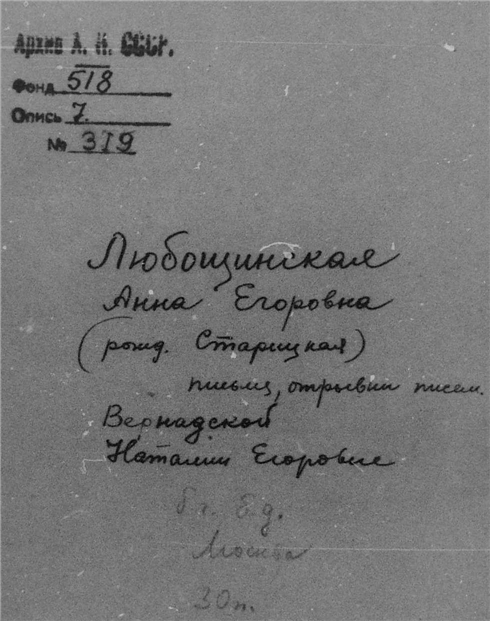 Архив А. Н. СССР.
Фонд 518
Опись 7.
№ 319
Любощинская
Анна Егоровна
(рожд. Старицкая)
письма, отрывки писем.
Вернадской
Наталии Егоровне
б г. Е.д.
Москва
30л.